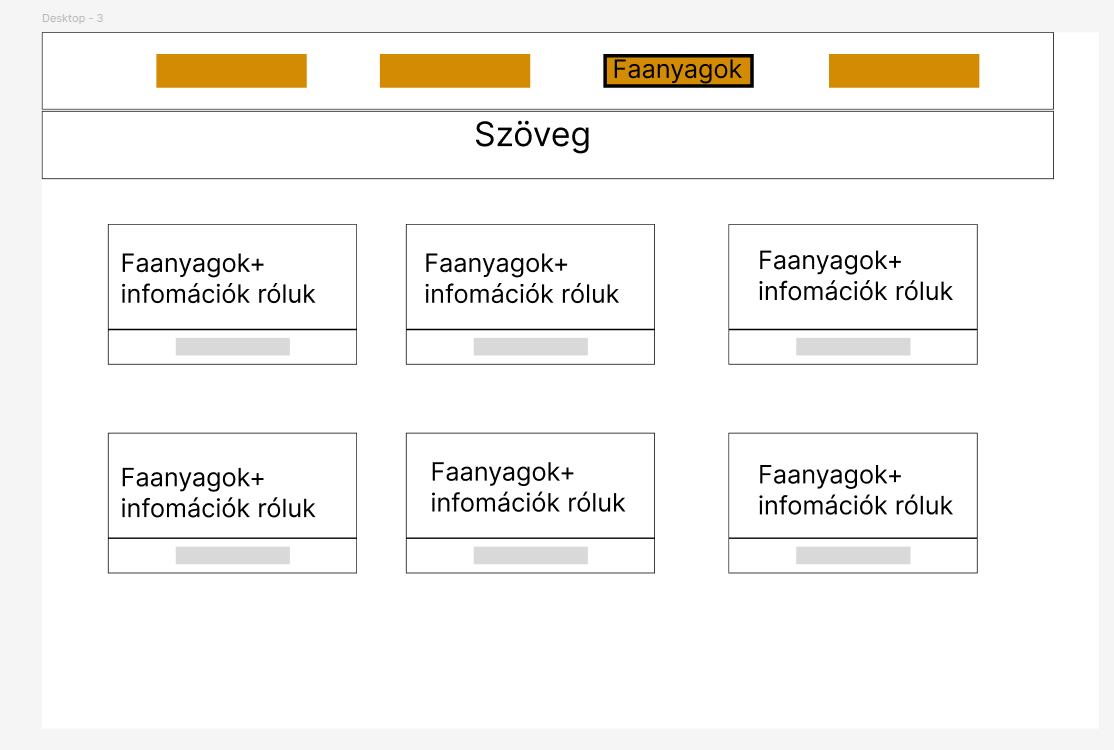 Desktop - 3
Faanyagok
Szöveg
Faanyagok+
infomációk róluk
Faanyagok+
infomációk róluk
Faanyagok+
infomációk róluk
Faanyagok+
infomációk róluk
Faanyagok+
infomációk róluk
Faanyagok+
infomációk róluk